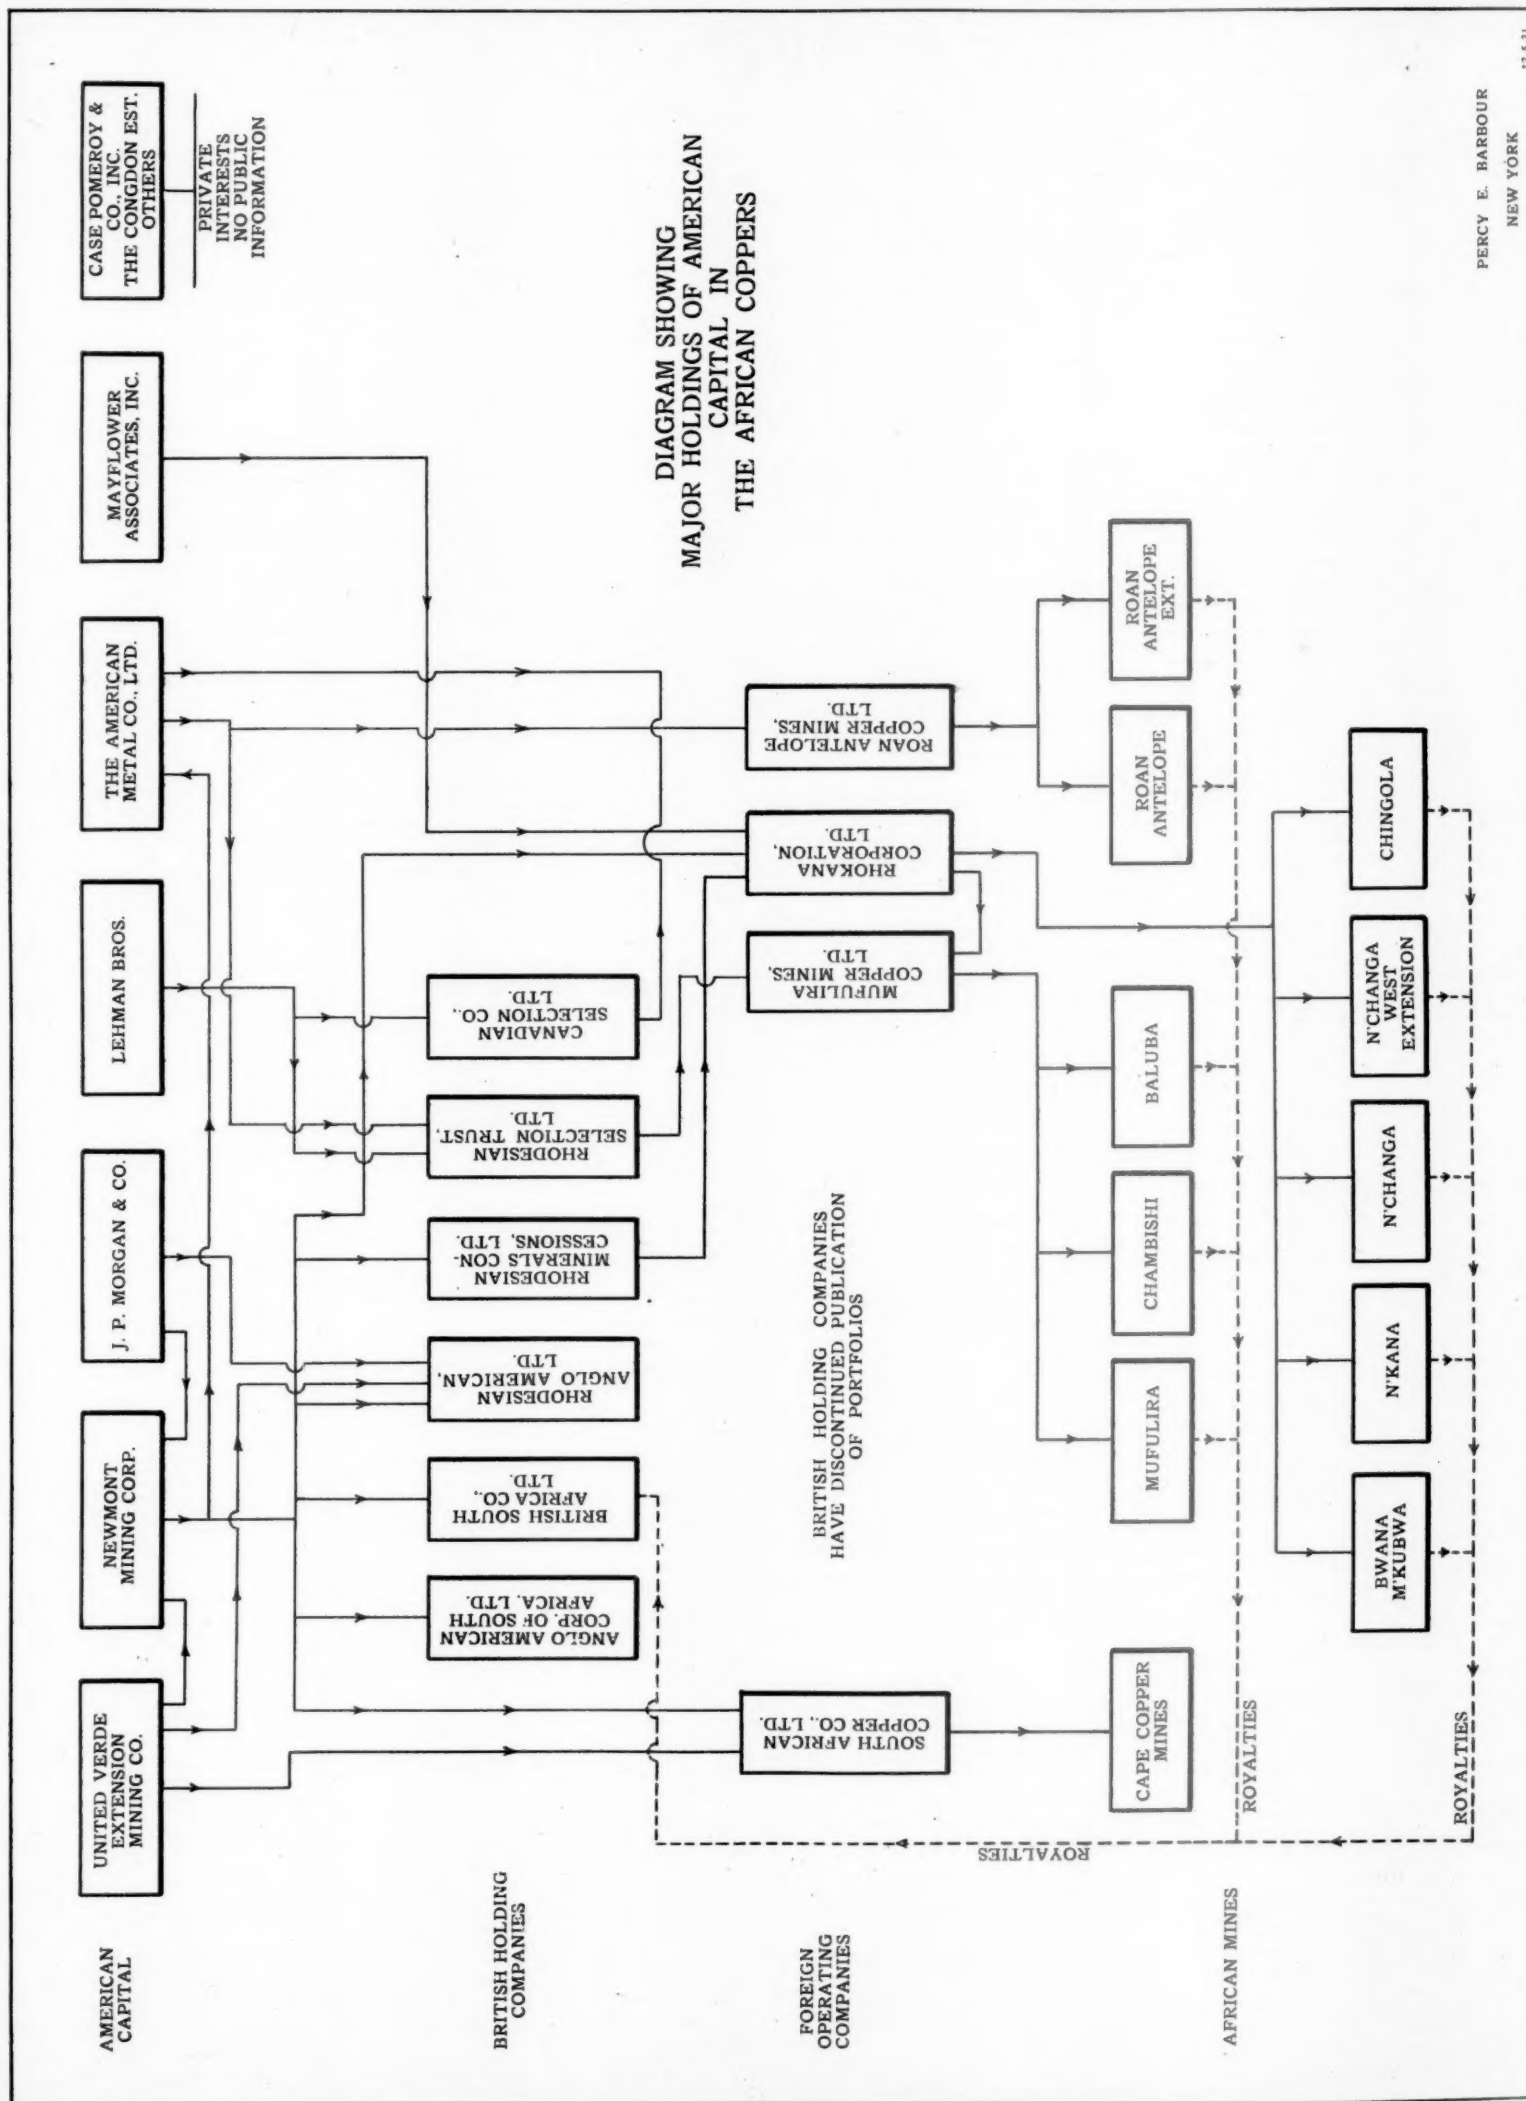 AMERICAN
CAPITAL
UNITED VERDE
EXTENSION
MINING CO.
NEWMONT
MINING CORP.
J. P. MORGAN & CO.
LEHMAN BROS.
THE AMERICAN
METAL CO., LTD.
MAYFLOWER
ASSOCIATES, INC.
CASE POMEROY &
CO., INC.
THE CONGDON EST.
OTHERS
PRIVATE
INTERESTS
NO PUBLIC
INFORMATION
BRITISH HOLDING
COMPANIES
ANGLO AMERICAN
CORP. OF SOUTH
AFRICA, LTD.
BRITISH SOUTH
AFRICA CO.,
LTD.
RHODESIAN
ANGLO AMERICAN,
LTD.
RHODESIAN
MINERALS CON-
CESSIONS, LTD.
RHODESIAN
SELECTION TRUST,
LTD.
CANADIAN
SELECTION CO.,
LTD.
DIAGRAM SHOWING
MAJOR HOLDINGS OF AMERICAN
CAPITAL IN
THE AFRICAN COPPERS
FOREIGN
OPERATING
COMPANIES
SOUTH AFRICAN
COPPER CO., LTD.
BRITISH HOLDING COMPANIES
HAVE DISCONTINUED PUBLICATION
OF PORTFOLIOS
MUFULIRA
COPPER MINES,
LTD.
RHOKANA
CORPORATION,
LTD.
ROAN ANTELOPE
COPPER MINES,
LTD.
ROYALTIES
AFRICAN MINES
CAPE COPPER
MINES
MUFULIRA
CHAMBISHI
BALUBA
ROAN
ANTELOPE
ROAN
ANTELOPE
EXT.
ROYALTIES
BWANA
M'KUBWA
N'KANA
N'CHANGA
N'CHANGA
WEST
EXTENSION
CHINGOLA
ROYALTIES
PERCY E. BARBOUR
NEW YORK